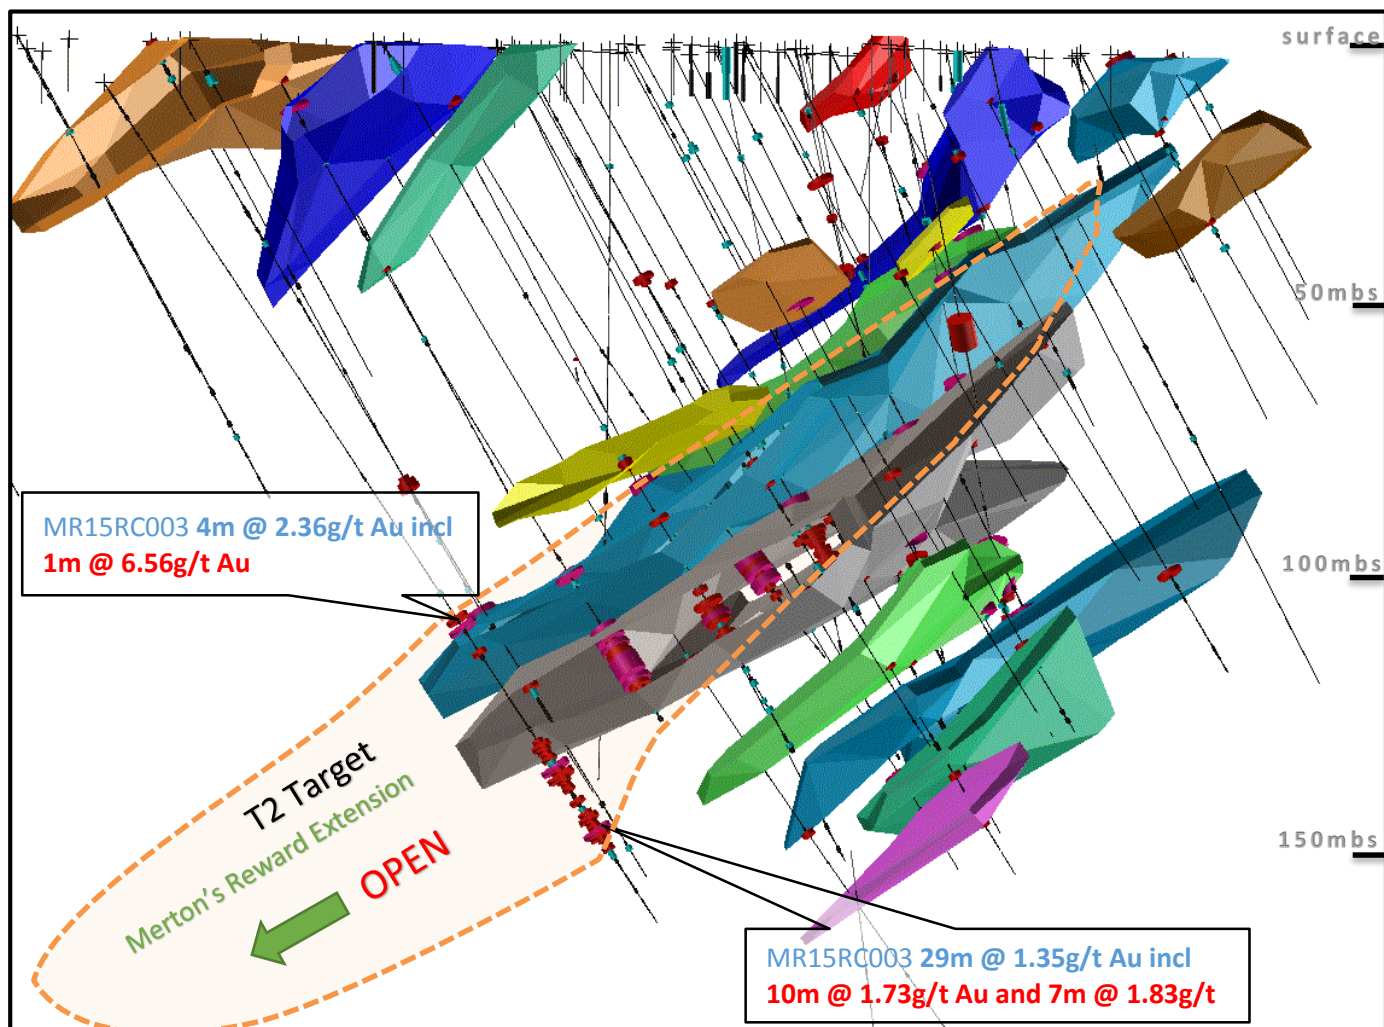 surface
50mbs
MR15RC003 4m @ 2.36g/t Au incl
1m @ 6.56g/t Au
100mbs
T2 Target
Merton's Reward Extension
OPEN
150mbs
MR15RC003 29m @ 1.35g/t Au incl
10m @ 1.73g/t Au and 7m @ 1.83g/t